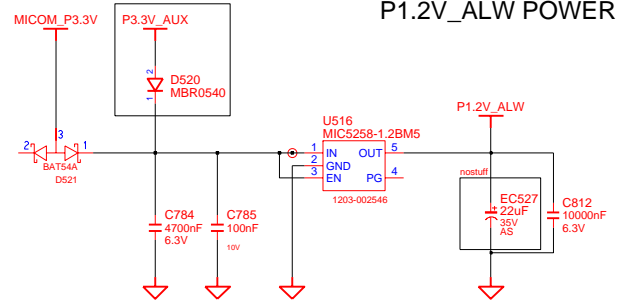 P1.2V_ALW POWER
MICOM_P3.3V
P3.3V_AUX
2
D520
MBR0540
1
P1.2V_ALW
U516
MIC5258-1.2BM5
2
3
1
BAT54A
D521
1 IN OUT 5
2 GND
3 EN PG 4
1203-002546
nostuff
EC527
22uF
35V
AS
C812
10000nF
6.3V
C784
4700nF
6.3V
C785
100nF
10V